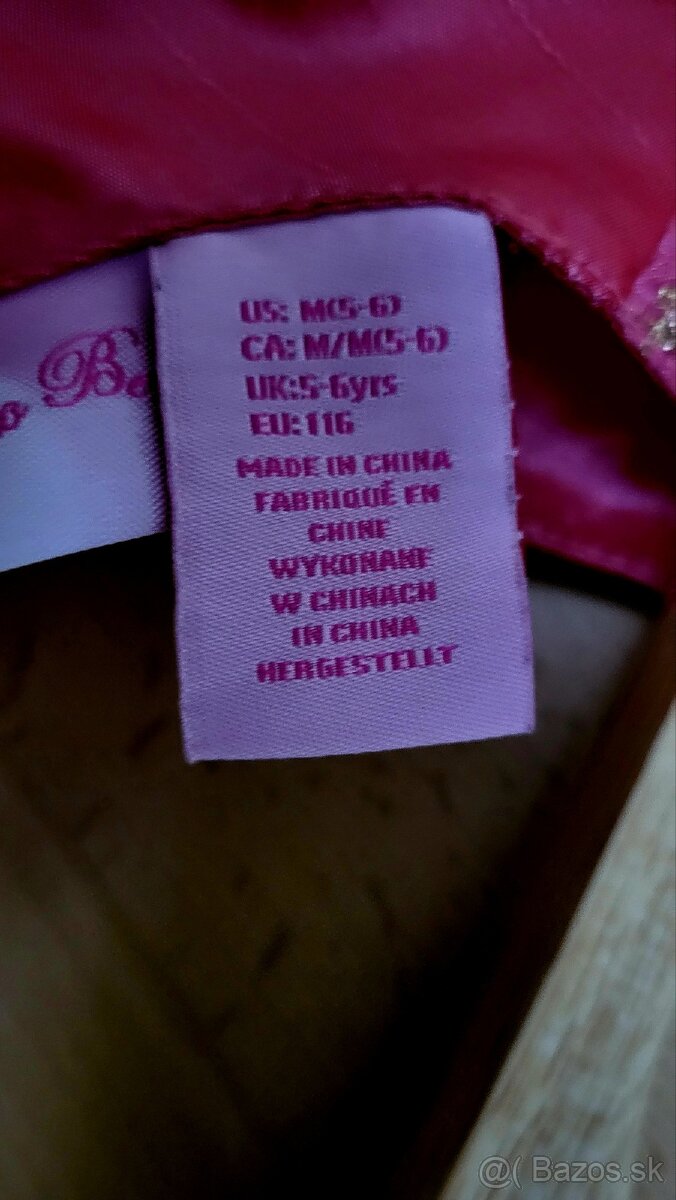 US: M(5-6)
CA: M/M(5-6)
UK:5-6yrs
EU:116
MADE IN CHINA
FABRIQUÉ EN
CHINE
WYKONANE
W CHINACH
IN CHINA
HERGESTELLT
@( Bazos.sk